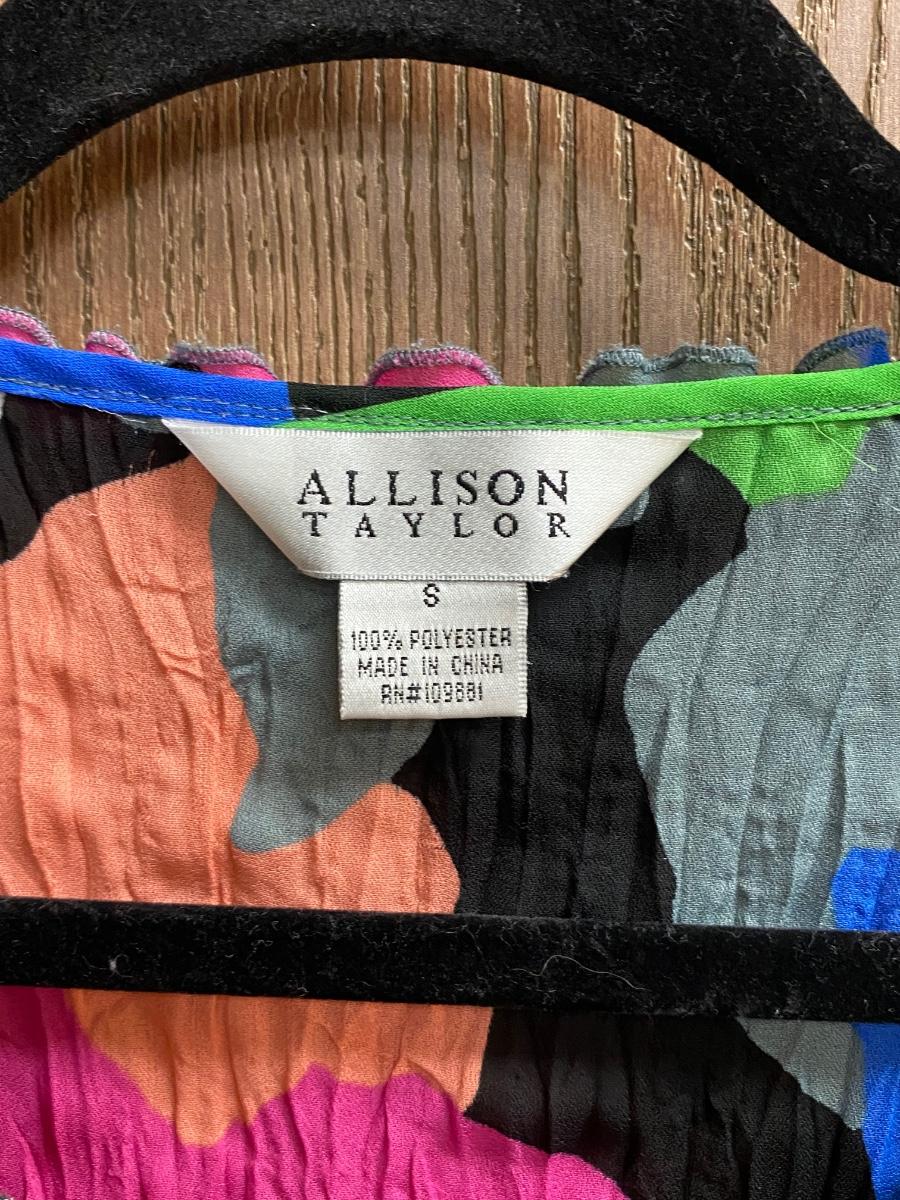 ALLISON
TAYLOR
S
100% POLYESTER
MADE IN CHINA
RN#109881